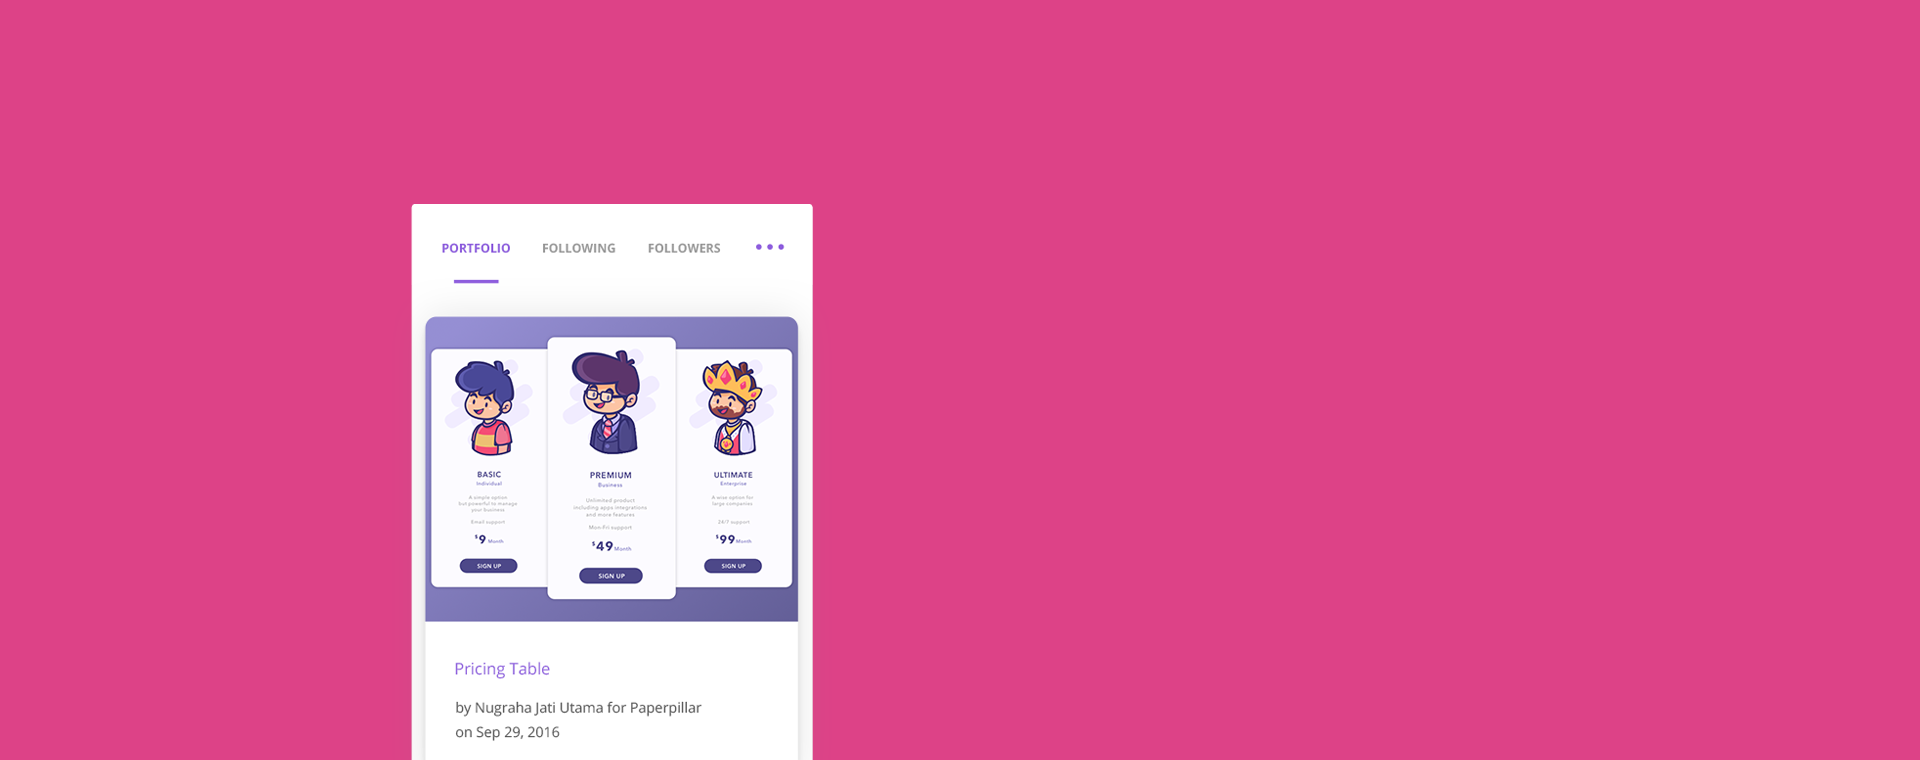 PORTFOLIO FOLLOWING FOLLOWERS
BASIC
Individual
A simple option
but powerful to manage
your business
Email support
$9 Month
SIGN UP
PREMIUM
Business
Unlimited product
including apps integrations
and more features
Mon-Fri support
$49 Month
SIGN UP
ULTIMATE
Enterprise
A wise option for
large companies
24/7 support
$99 Month
SIGN UP
Pricing Table
by Nugraha Jati Utama for Paperpillar
on Sep 29, 2016